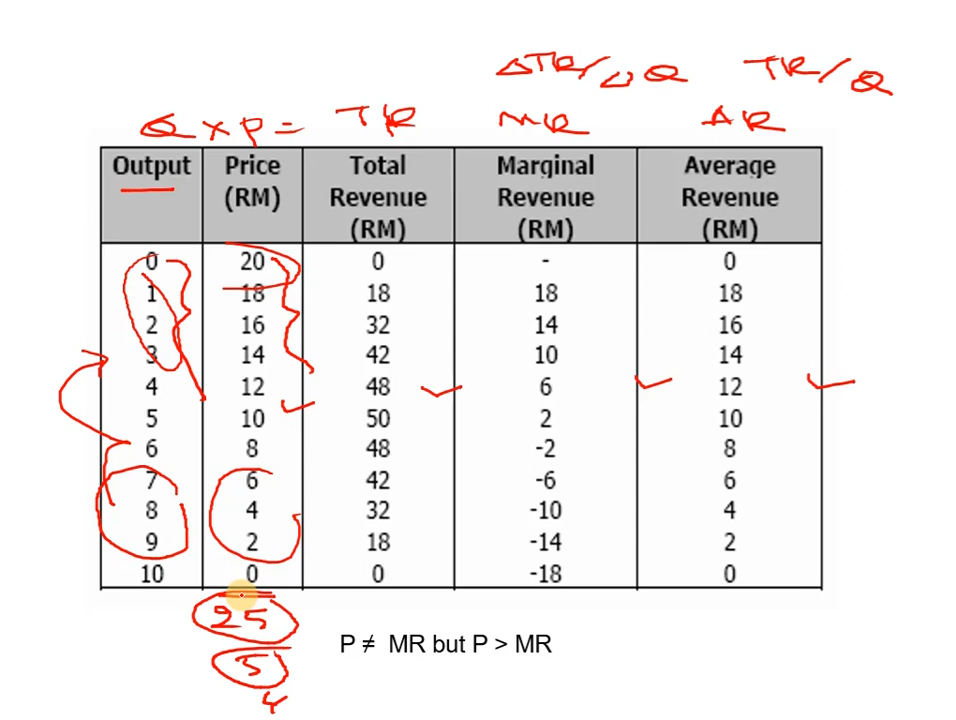 ΔTR/ΔQ TR/Q
Q x P = TR MR AR
Output Price (RM) Total Revenue (RM) Marginal Revenue (RM) Average Revenue (RM)
0 20 0 - 0
1 18 18 18 18
2 16 32 14 16
3 14 42 10 14
4 12 48 6 12
5 10 50 2 10
6 8 48 -2 8
7 6 42 -6 6
8 4 32 -10 4
9 2 18 -14 2
10 0 0 -18 0
25
P ≠ MR but P > MR